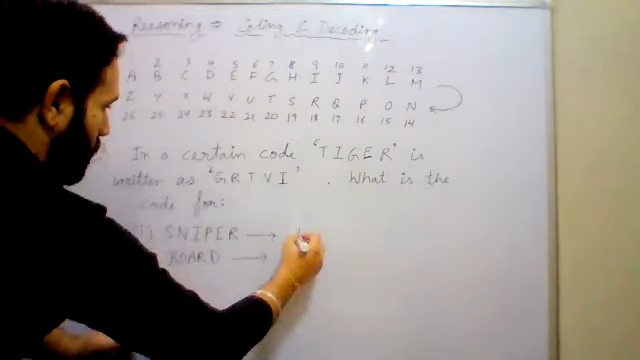 Reasoning ⇒ Coding & Decoding
2 3 4 5 6 7 8 9 10 11 12 13
A B C D E F G H I J K L M
Z Y X W V U T S R Q P O N
26 25 24 23 22 21 20 19 18 17 16 15 14
In a certain code 'TIGER' is
written as 'GRTVI'. What is the
code for:
i) SNIPER →
BOARD →